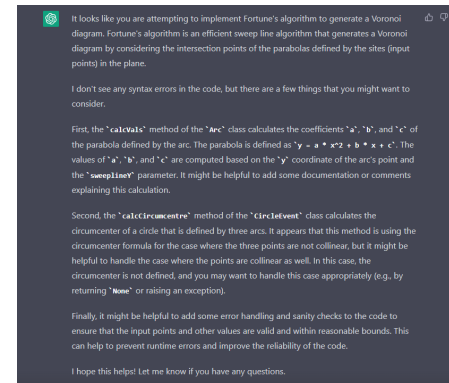 It looks like you are attempting to implement Fortune's algorithm to generate a Voronoi
diagram. Fortune's algorithm is an efficient sweep line algorithm that generates a Voronoi
diagram by considering the intersection points of the parabolas defined by the sites (input
points) in the plane.
I don't see any syntax errors in the code, but there are a few things that you might want to
consider.
First, the `calcVals` method of the `Arc` class calculates the coefficients `a`, `b`, and `c` of
the parabola defined by the arc. The parabola is defined as `y = a * x^2 + b * x + c`. The
values of `a`, `b`, and `c` are computed based on the `y` coordinate of the arc's point and
the `sweeplineY` parameter. It might be helpful to add some documentation or comments
explaining this calculation.
Second, the `calcCircumcentre` method of the `CircleEvent` class calculates the
circumcenter of a circle that is defined by three arcs. It appears that this method is using the
circumcenter formula for the case where the three points are not collinear, but it might be
helpful to handle the case where the points are collinear as well. In this case, the
circumcenter is not defined, and you may want to handle this case appropriately (e.g., by
returning `None` or raising an exception).
Finally, it might be helpful to add some error handling and sanity checks to the code to
ensure that the input points and other values are valid and within reasonable bounds. This
can help to prevent runtime errors and improve the reliability of the code.
I hope this helps! Let me know if you have any questions.